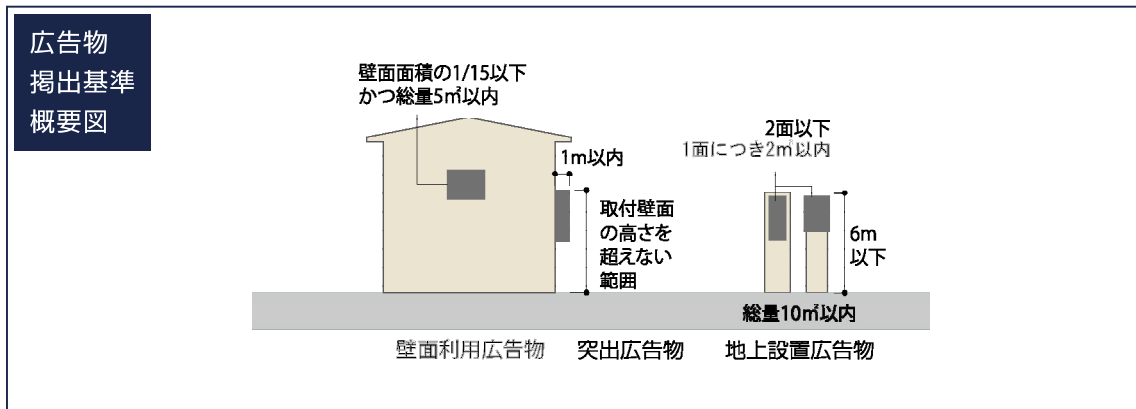 広告物
掲出基準
概要図
壁面面積の1/15以下
かつ総量5㎡以内
1m以内
取付壁面
の高さを
超えない
範囲
2面以下
1面につき2㎡以内
6m
以下
総量10㎡以内
壁面利用広告物
突出広告物
地上設置広告物